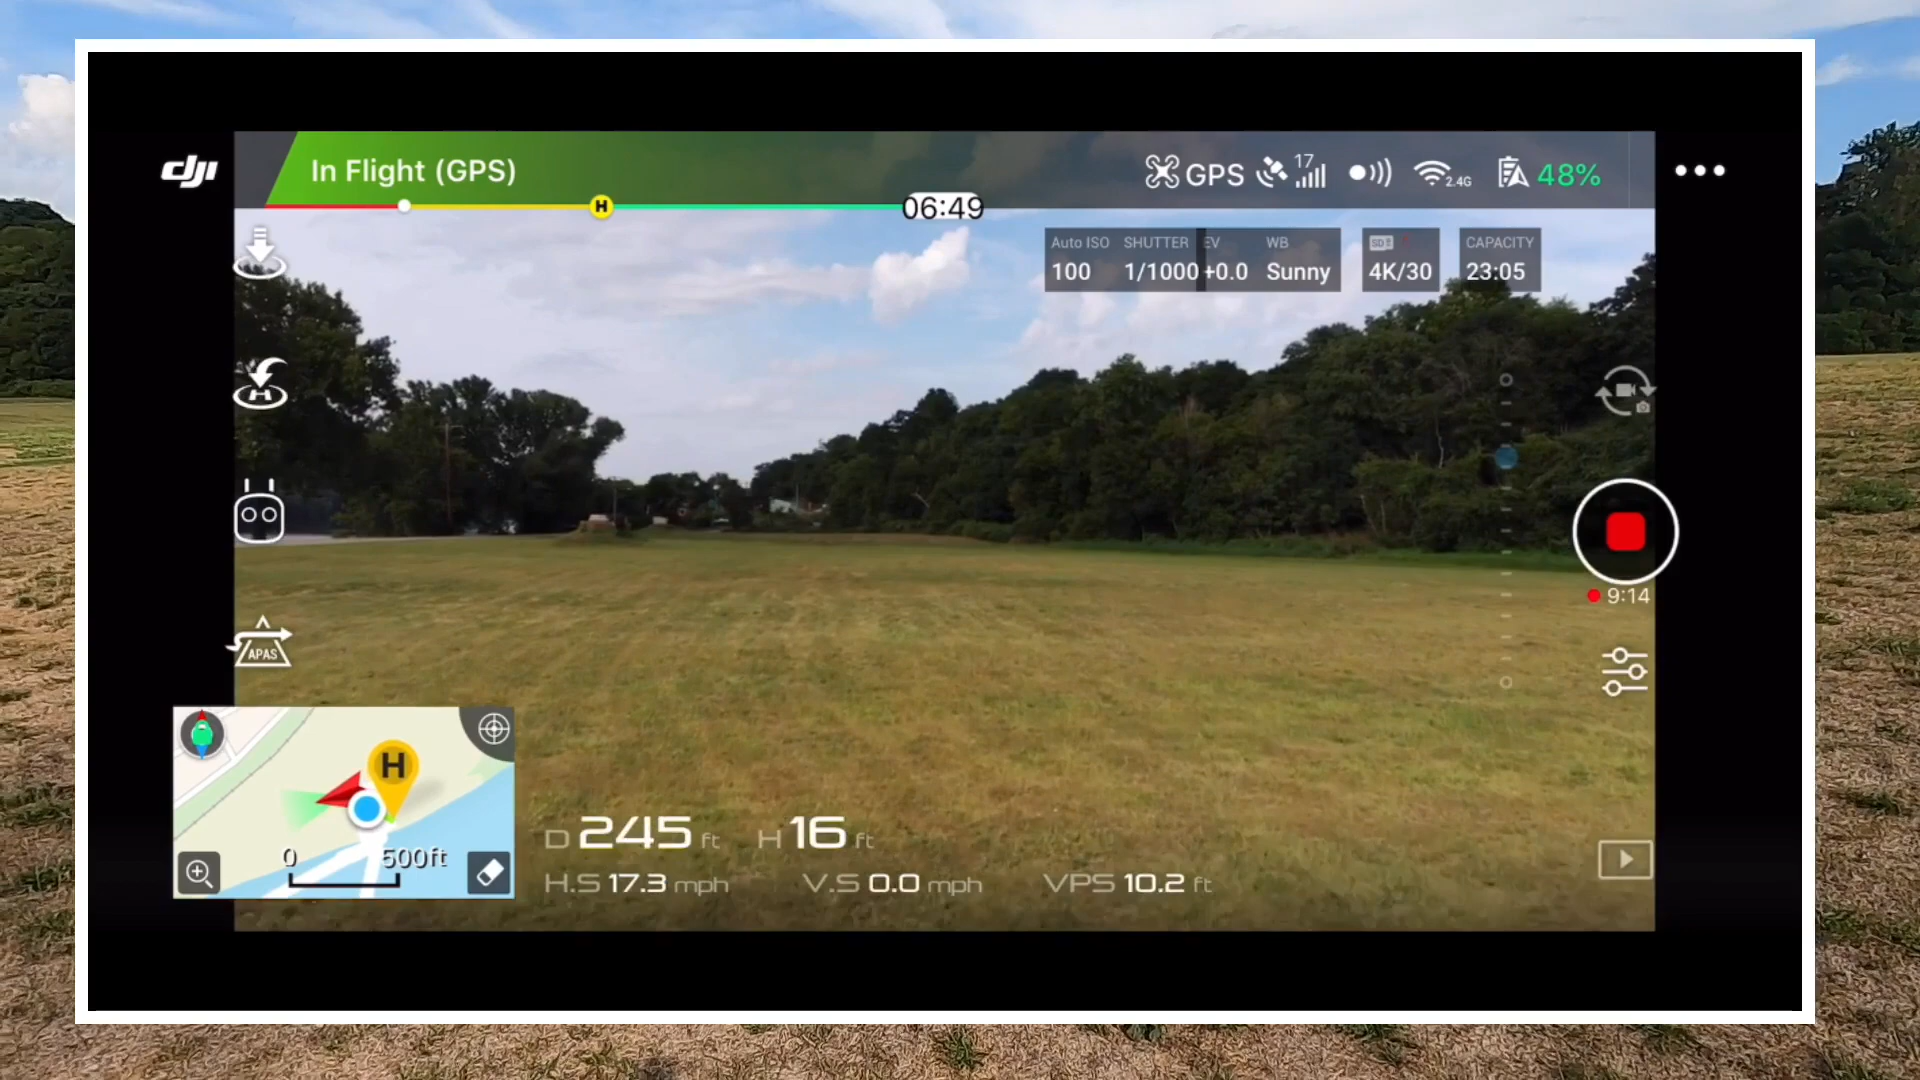 dji
In Flight (GPS)
GPS
17
2.4G
48%
H
06:49
Auto ISO SHUTTER EV WB
100 1/1000 +0.0 Sunny
SD
4K/30
CAPACITY
23:05
H
9:14
APAS
H
0 500ft
D 245 ft H 16 ft
H.S 17.3 mph V.S 0.0 mph VPS 10.2 ft